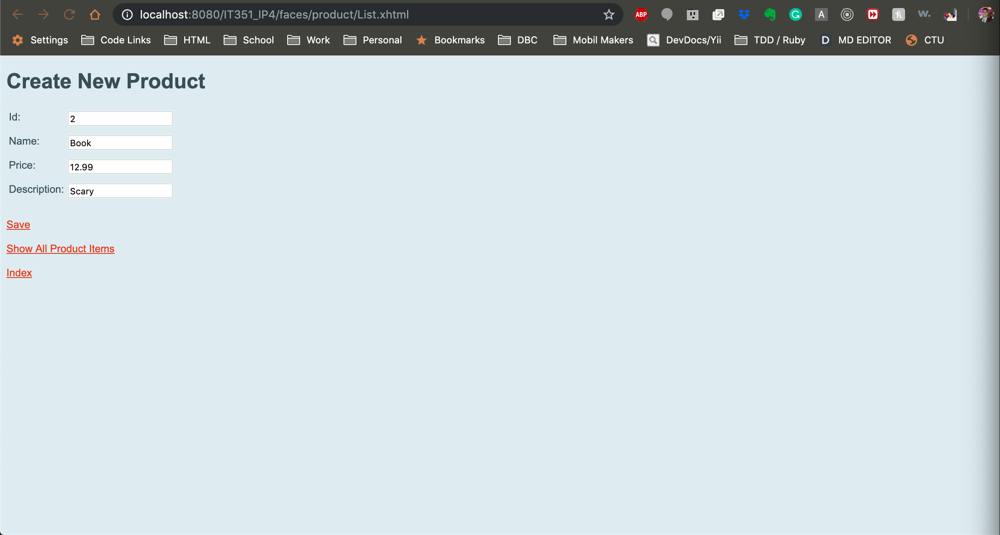 localhost:8080/IT351_IP4/faces/product/List.xhtml ABP A w.
Settings Code Links HTML School Work Personal Bookmarks DBC Mobil Makers DevDocs/Yii TDD / Ruby D MD EDITOR CTU
Create New Product
Id: 2
Name: Book
Price: 12.99
Description: Scary
Save
Show All Product Items
Index